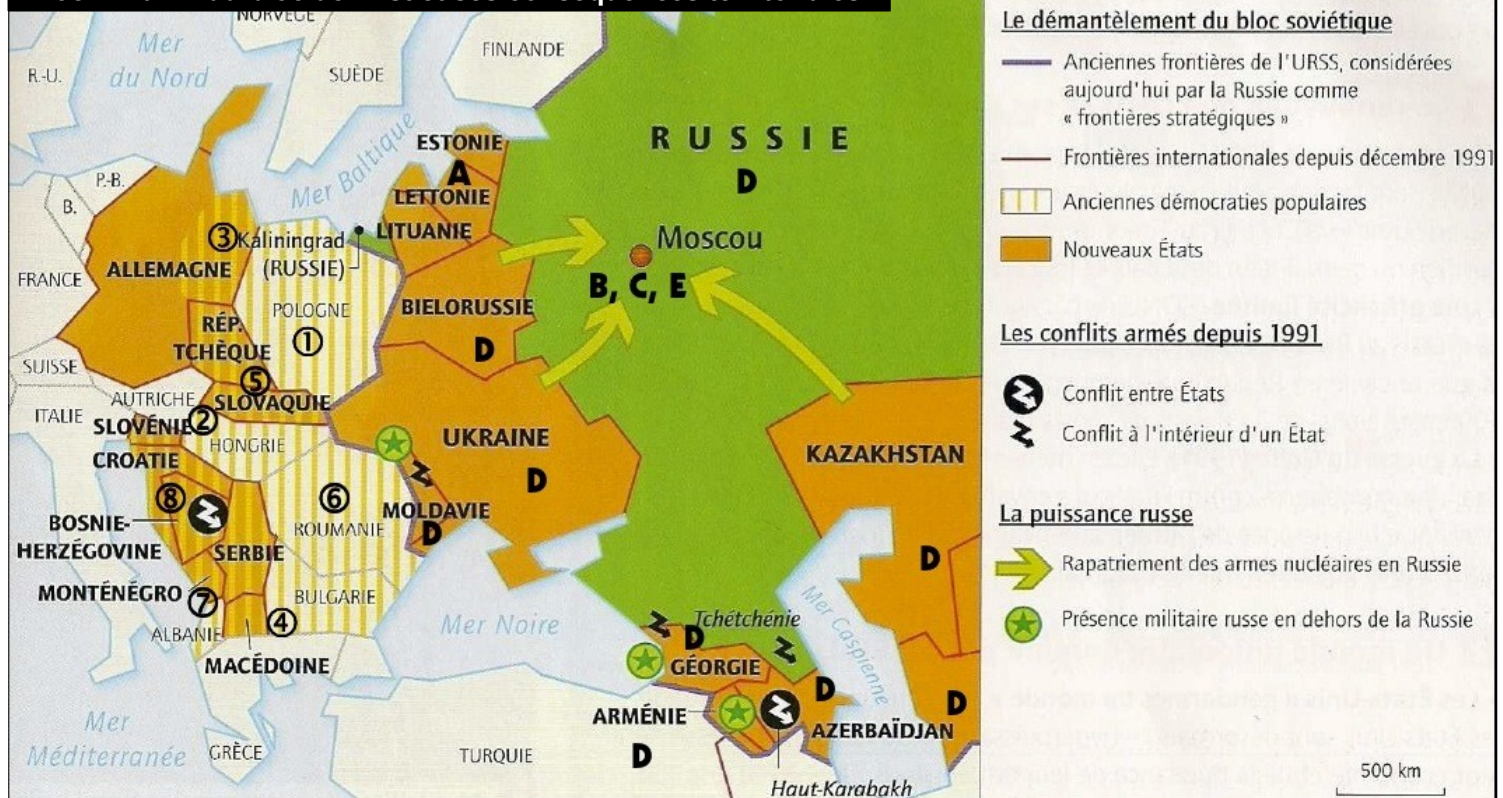 NORVÈGE
Mer
du Nord
R.-U.
SUÈDE
FINLANDE
Mer Baltique
ESTONIE
A
LETTONIE
LITUANIE
RUSSIE
D
Moscou
B, C, E
P.-B.
B.
③
Kaliningrad
(RUSSIE)
ALLEMAGNE
FRANCE
POLOGNE
①
BIELORUSSIE
D
RÉP.
TCHÈQUE
⑤
SUISSE
AUTRICHE
SLOVAQUIE
ITALIE
SLOVÉNIE
②
HONGRIE
CROATIE
UKRAINE
D
KAZAKHSTAN
⑧
⑥
BOSNIE-
HERZÉGOVINE
ROUMANIE
MOLDAVIE
D
SERBIE
D
MONTÉNÉGRO
⑦
BULGARIE
④
ALBANIE
MACÉDOINE
Mer Noire
Tchétchénie
Mer Caspienne
D
GÉORGIE
D
D
ARMÉNIE
AZERBAÏDJAN
Mer
Méditerranée
GRÈCE
TURQUIE
D
Haut-Karabakh
Le démantèlement du bloc soviétique
Anciennes frontières de l'URSS, considérées
aujourd'hui par la Russie comme
« frontières stratégiques »
Frontières internationales depuis décembre 1991
Anciennes démocraties populaires
Nouveaux États
Les conflits armés depuis 1991
Conflit entre États
Conflit à l'intérieur d'un État
La puissance russe
Rapatriement des armes nucléaires en Russie
Présence militaire russe en dehors de la Russie
500 km